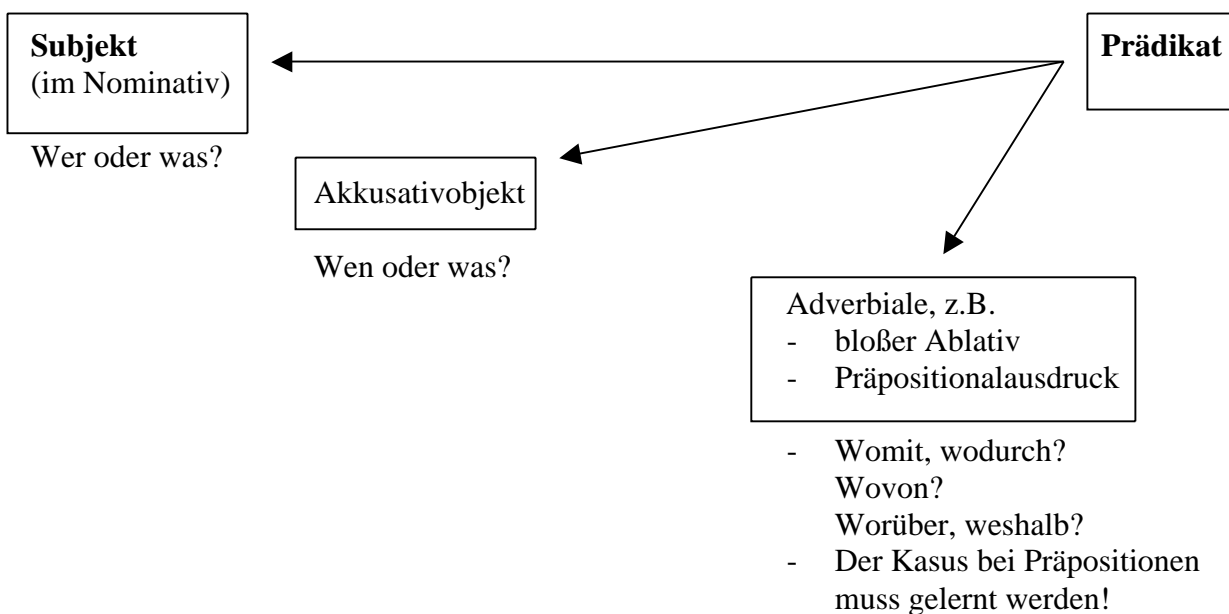 Subjekt
(im Nominativ)
Wer oder was?
Prädikat
Akkusativobjekt
Wen oder was?
Adverbiale, z.B.
- bloßer Ablativ
- Präpositionalausdruck
- Womit, wodurch?
Wovon?
Worüber, weshalb?
- Der Kasus bei Präpositionen
muss gelernt werden!